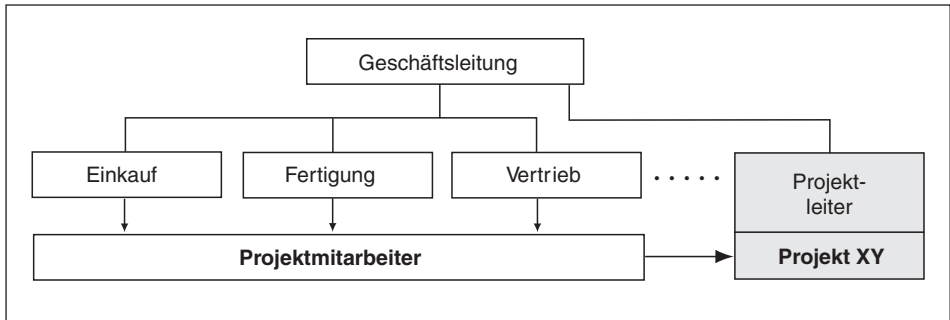 Geschäftsleitung
Einkauf
Fertigung
Vertrieb
.....
Projekt-
leiter
Projektmitarbeiter
Projekt XY